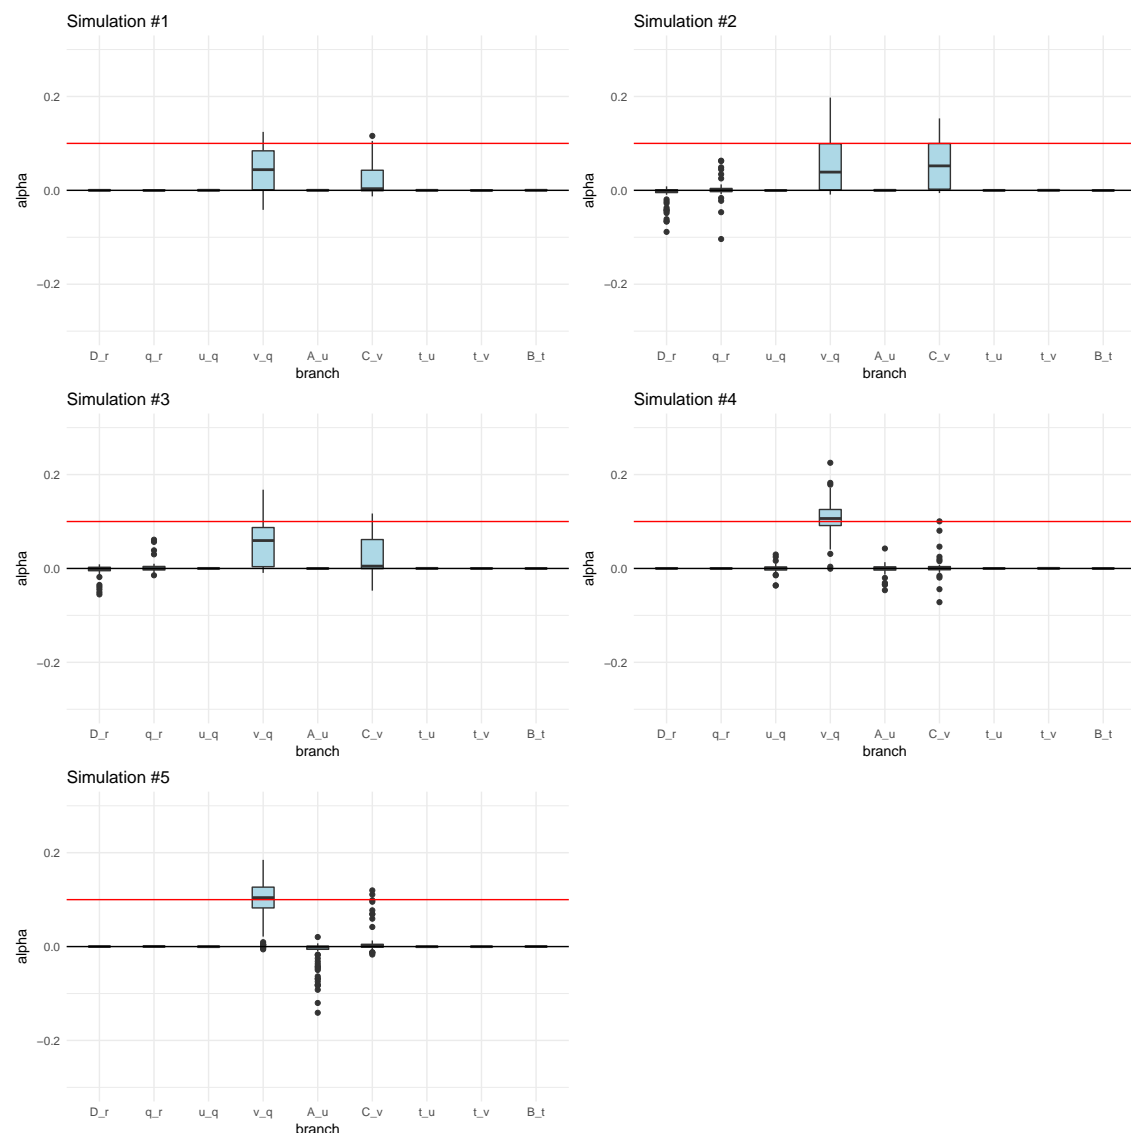 Simulation #1
0.2
0.0
−0.2
alpha
D_r q_r u_q v_q A_u C_v t_u t_v B_t
branch
Simulation #2
0.2
0.0
−0.2
alpha
D_r q_r u_q v_q A_u C_v t_u t_v B_t
branch
Simulation #3
0.2
0.0
−0.2
alpha
D_r q_r u_q v_q A_u C_v t_u t_v B_t
branch
Simulation #4
0.2
0.0
−0.2
alpha
D_r q_r u_q v_q A_u C_v t_u t_v B_t
branch
Simulation #5
0.2
0.0
−0.2
alpha
D_r q_r u_q v_q A_u C_v t_u t_v B_t
branch